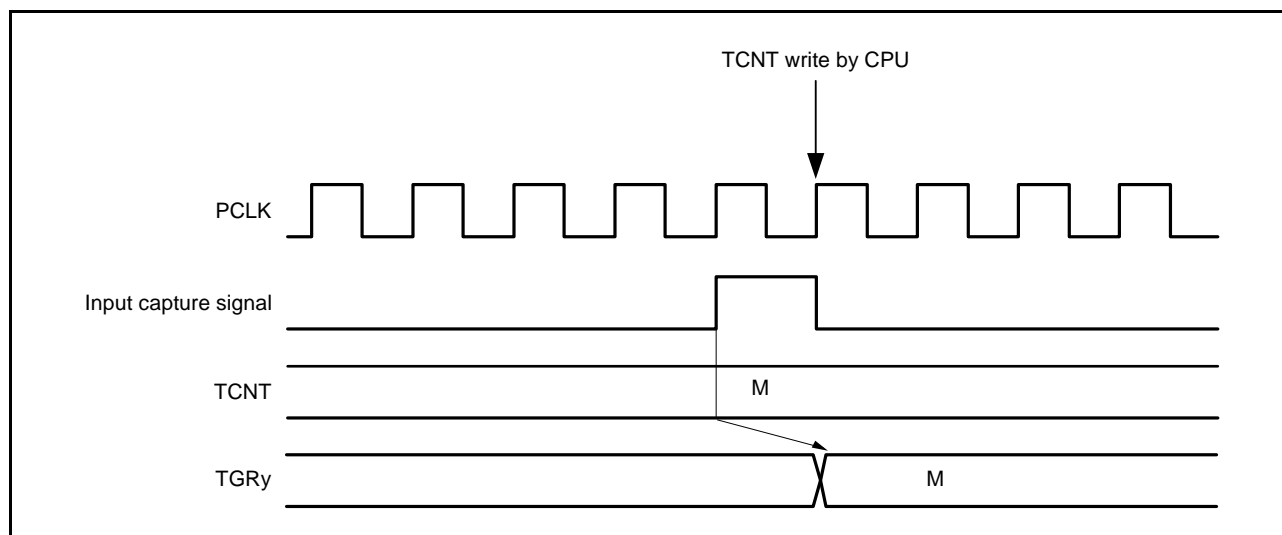 TCNT write by CPU
PCLK
Input capture signal
TCNT
M
TGRy
M